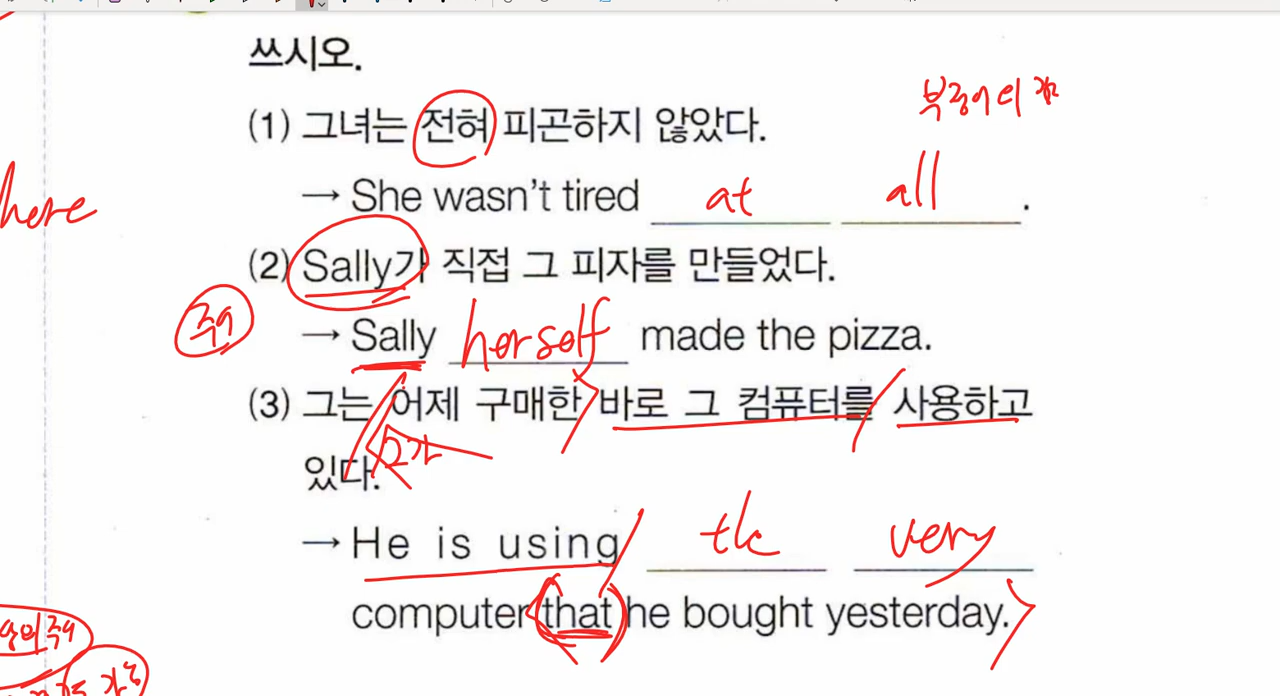 쓰시오.
(1) 그녀는 전혀 피곤하지 않았다.
→ She wasn't tired at all.
here
(2) Sally가 직접 그 피자를 만들었다.
주어
→ Sally herself made the pizza.
(3) 그는 어제 구매한 바로 그 컴퓨터를 사용하고
있다.
→ He is using the very
computer that he bought yesterday.